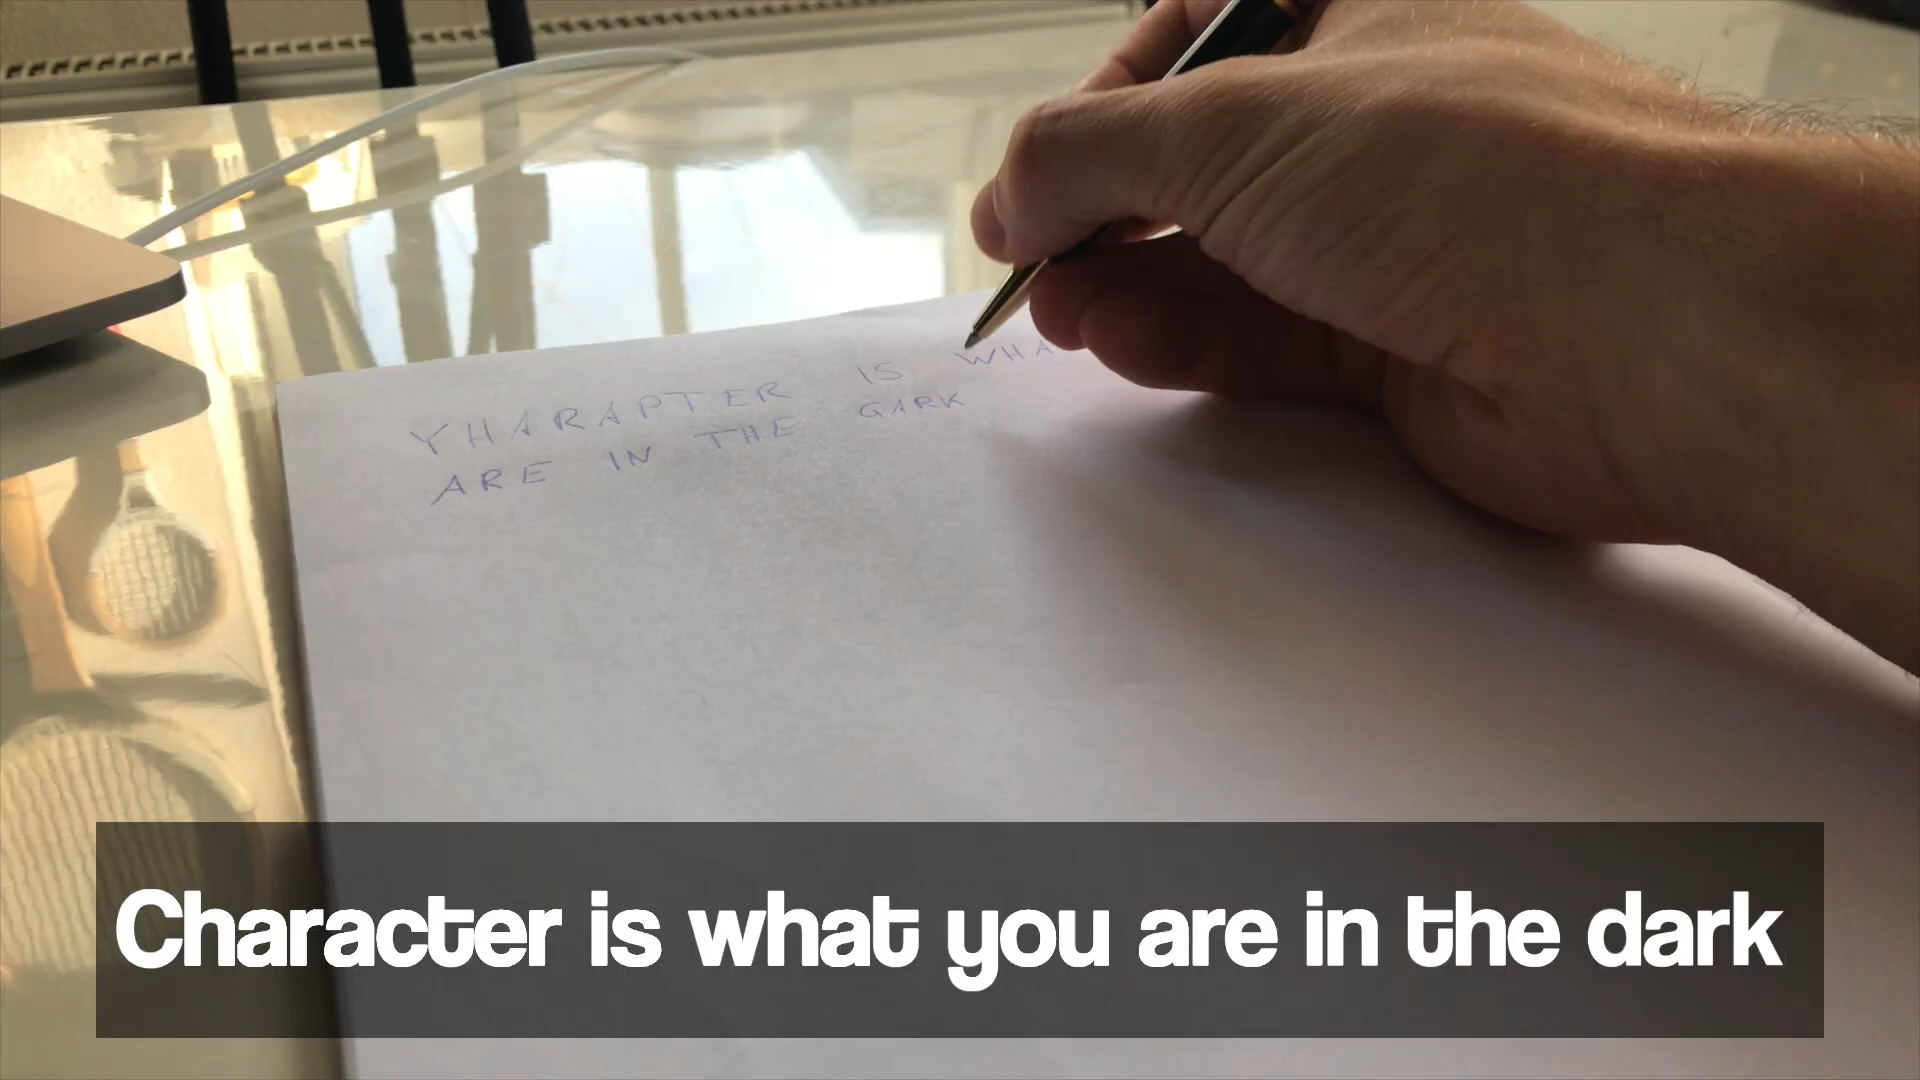 YHARAPTER IS WHA
ARE IN THE GARK
Character is what you are in the dark